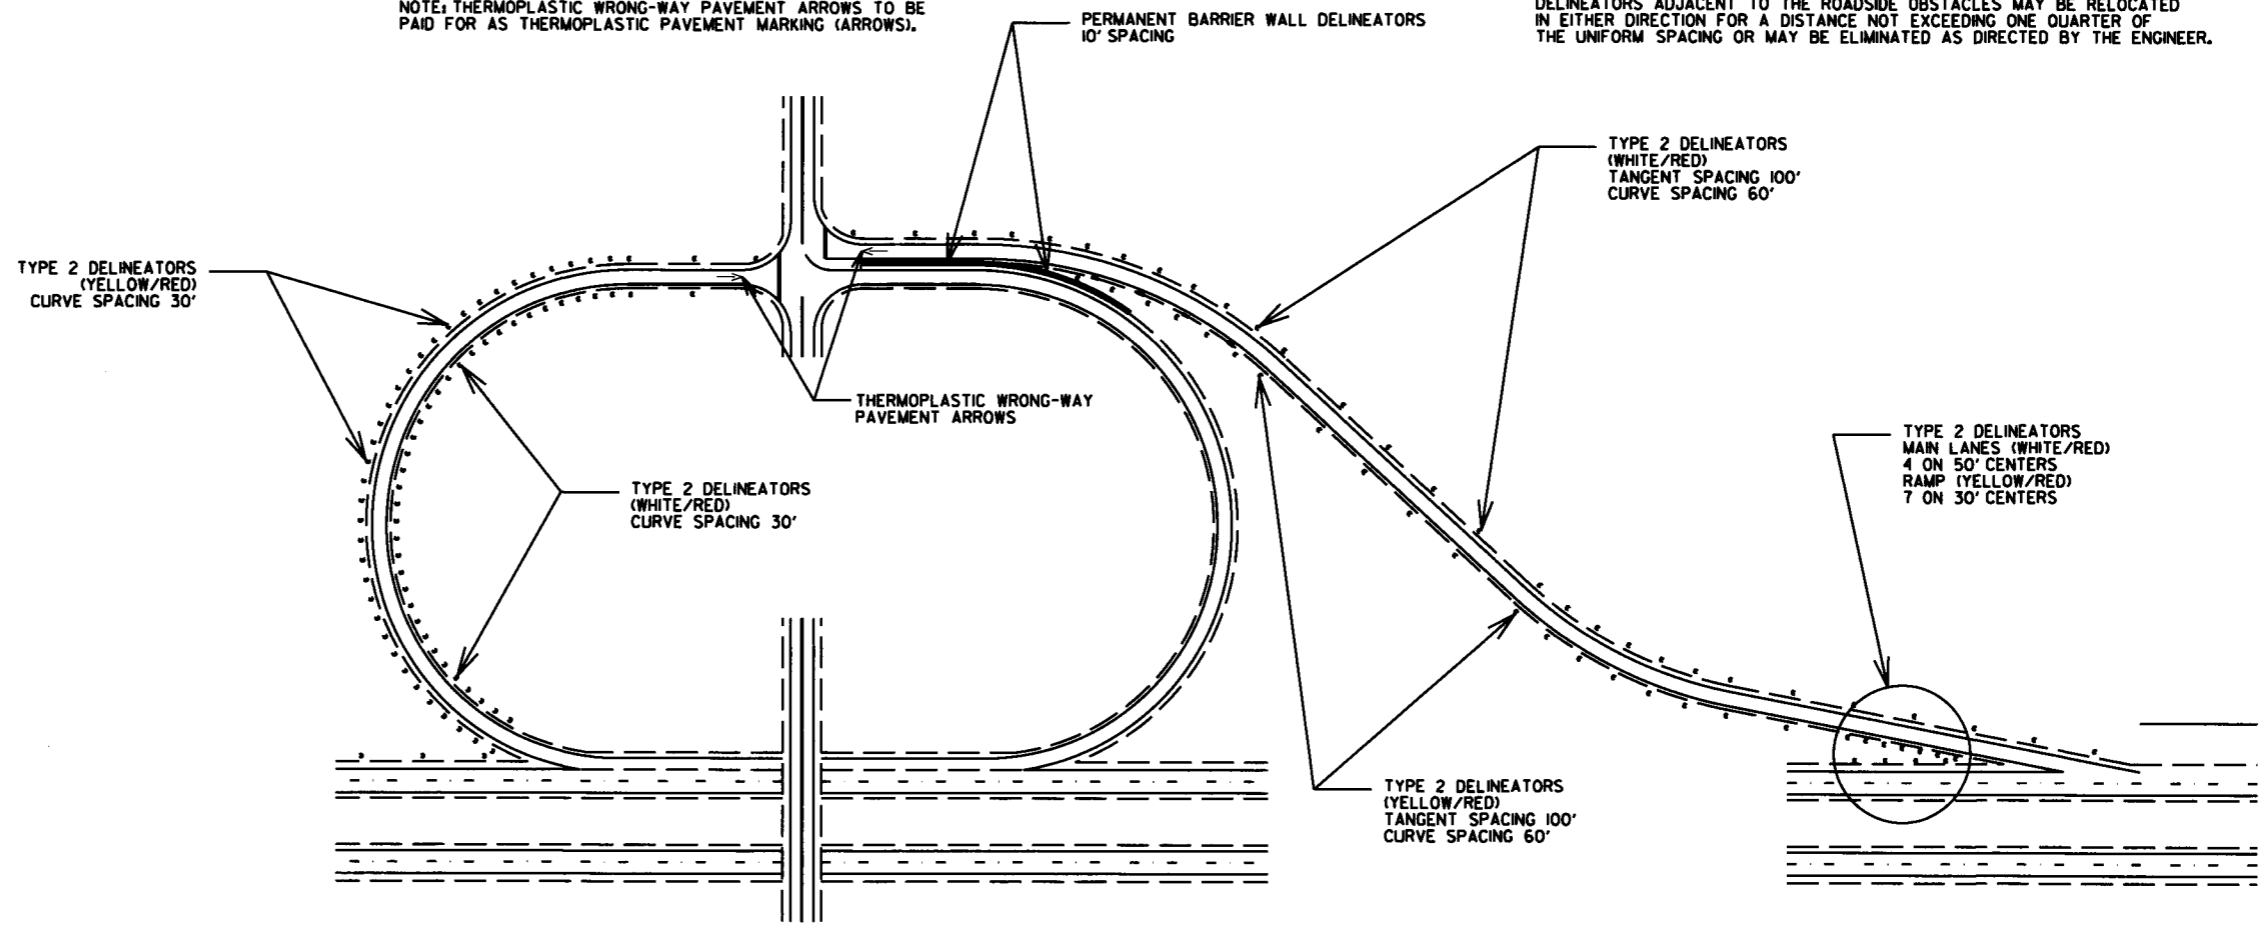 NOTE: THERMOPLASTIC WRONG-WAY PAVEMENT ARROWS TO BE
PAID FOR AS THERMOPLASTIC PAVEMENT MARKING (ARROWS).
PERMANENT BARRIER WALL DELINEATORS
10' SPACING
DELINEATORS ADJACENT TO THE ROADSIDE OBSTACLES MAY BE RELOCATED
IN EITHER DIRECTION FOR A DISTANCE NOT EXCEEDING ONE QUARTER OF
THE UNIFORM SPACING OR MAY BE ELIMINATED AS DIRECTED BY THE ENGINEER.
TYPE 2 DELINEATORS
(WHITE/RED)
TANGENT SPACING 100'
CURVE SPACING 60'
TYPE 2 DELINEATORS
(YELLOW/RED)
CURVE SPACING 30'
THERMOPLASTIC WRONG-WAY
PAVEMENT ARROWS
TYPE 2 DELINEATORS
MAIN LANES (WHITE/RED)
4 ON 50' CENTERS
RAMP (YELLOW/RED)
7 ON 30' CENTERS
TYPE 2 DELINEATORS
(WHITE/RED)
CURVE SPACING 30'
TYPE 2 DELINEATORS
(YELLOW/RED)
TANGENT SPACING 100'
CURVE SPACING 60'